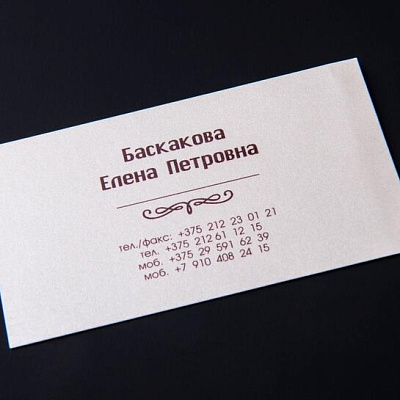 Баскакова
Елена Петровна
тел./факс: +375 212 23 01 21
тел. +375 212 61 12 15
моб. +375 29 591 62 39
моб. +7 910 408 24 15